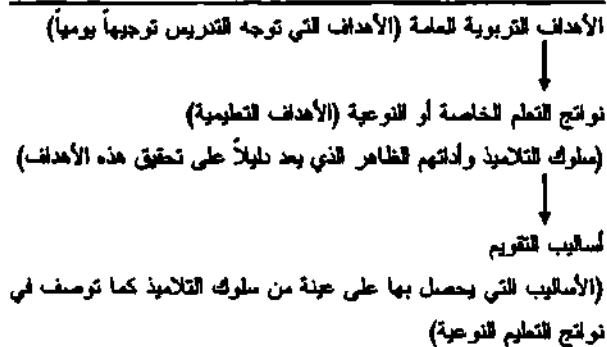 الأهداف التربوية العامة (الأهداف التي توجه التدريس توجيهاً يومياً)
نواتج التعلم الخاصة أو النوعية (الأهداف التعليمية)
(سلوك التلاميذ وأدائهم الظاهر الذي يعد دليلاً على تحقيق هذه الأهداف)
أساليب التقويم
(الأساليب التي يحصل بها على عينة من سلوك التلاميذ كما توصف في
نواتج التعليم النوعية)